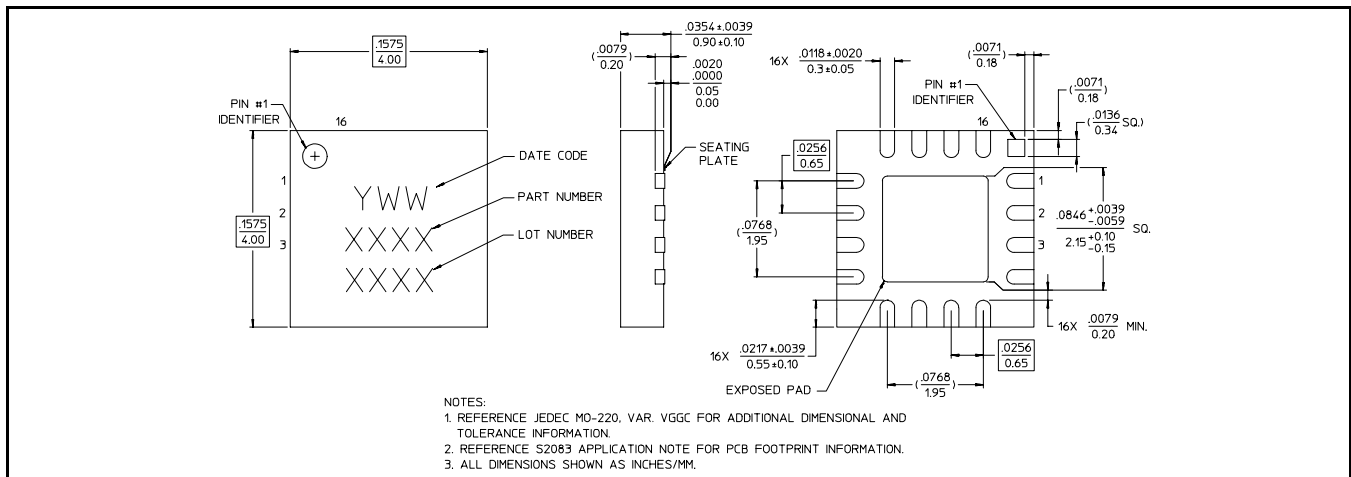 .1575
4.00
PIN #1
IDENTIFIER
16
1
2
3
.1575
4.00
YWW
XXXX
XXXX
DATE CODE
PART NUMBER
LOT NUMBER
.0354±.0039
0.90±0.10
(.0079
0.20)
.0020
.0000
0.05
0.00
SEATING
PLATE
16X .0118±.0020
0.3±0.05
(.0071
0.18)
PIN #1
IDENTIFIER
16
(.0071
0.18)
(.0136
0.34 SQ.)
.0256
0.65
(.0768
1.95)
1
2
3
.0846 +.0039
-.0059
2.15 +0.10
-0.15
SQ.
16X .0079
0.20 MIN.
16X .0217±.0039
0.55±0.10
.0256
0.65
(.0768
1.95)
EXPOSED PAD
NOTES:
1. REFERENCE JEDEC MO-220, VAR. VGGC FOR ADDITIONAL DIMENSIONAL AND
TOLERANCE INFORMATION.
2. REFERENCE S2083 APPLICATION NOTE FOR PCB FOOTPRINT INFORMATION.
3. ALL DIMENSIONS SHOWN AS INCHES/MM.